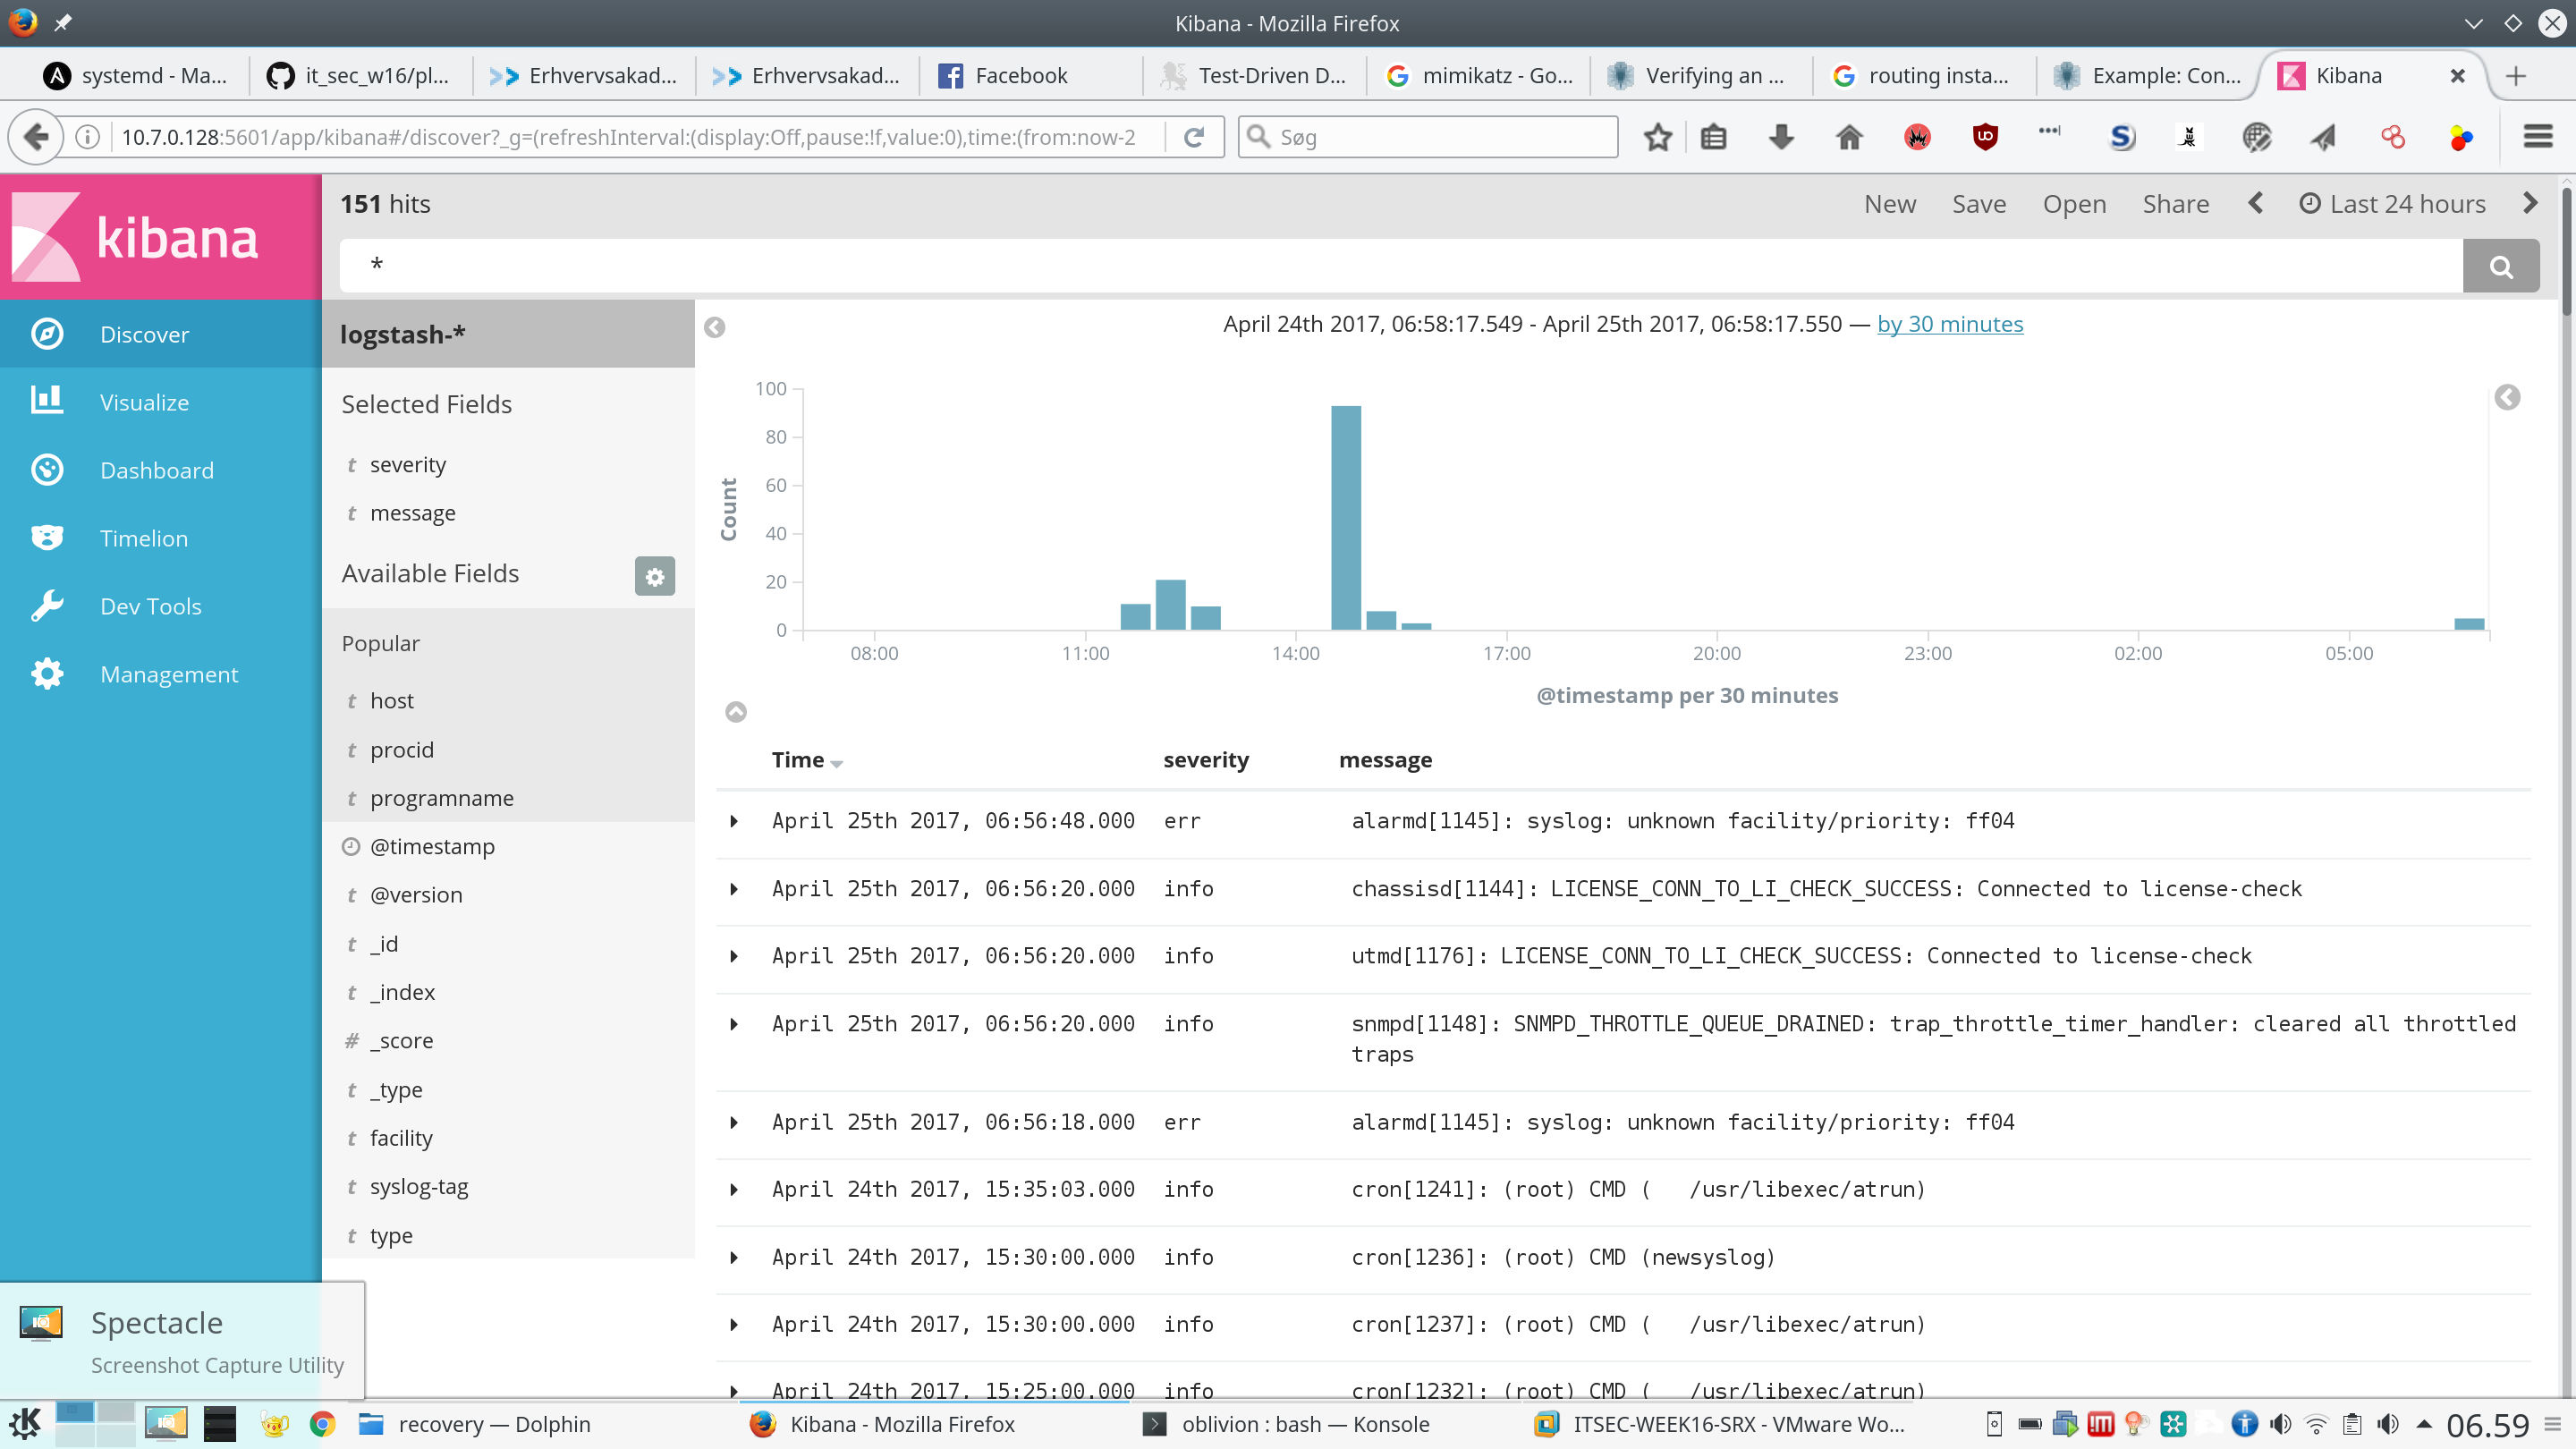 Kibana - Mozilla Firefox
systemd - Ma...
it_sec_w16/pl...
Erhvervsakad...
Erhvervsakad...
Facebook
Test-Driven D...
mimikatz - Go...
Verifying an ...
routing insta...
Example: Con...
Kibana
10.7.0.128:5601/app/kibana#/discover?_g=(refreshInterval:(display:Off,pause:!f,value:0),time:(from:now-2
Søg
kibana
Discover
Visualize
Dashboard
Timelion
Dev Tools
Management
151 hits
New Save Open Share Last 24 hours
*
logstash-*
Selected Fields
t severity
t message
Available Fields
Popular
t host
t procid
t programname
@timestamp
t @version
t _id
t _index
# _score
t _type
t facility
t syslog-tag
t type
April 24th 2017, 06:58:17.549 - April 25th 2017, 06:58:17.550 — by 30 minutes
Count
100
80
60
40
20
0
08:00 11:00 14:00 17:00 20:00 23:00 02:00 05:00
@timestamp per 30 minutes
Time severity message
April 25th 2017, 06:56:48.000 err alarmd[1145]: syslog: unknown facility/priority: ff04
April 25th 2017, 06:56:20.000 info chassisd[1144]: LICENSE_CONN_TO_LI_CHECK_SUCCESS: Connected to license-check
April 25th 2017, 06:56:20.000 info utmd[1176]: LICENSE_CONN_TO_LI_CHECK_SUCCESS: Connected to license-check
April 25th 2017, 06:56:20.000 info snmpd[1148]: SNMPD_THROTTLE_QUEUE_DRAINED: trap_throttle_timer_handler: cleared all throttled
traps
April 25th 2017, 06:56:18.000 err alarmd[1145]: syslog: unknown facility/priority: ff04
April 24th 2017, 15:35:03.000 info cron[1241]: (root) CMD (   /usr/libexec/atrun)
April 24th 2017, 15:30:00.000 info cron[1236]: (root) CMD (newsyslog)
April 24th 2017, 15:30:00.000 info cron[1237]: (root) CMD (   /usr/libexec/atrun)
April 24th 2017, 15:25:00.000 info cron[1232]: (root) CMD (   /usr/libexec/atrun)
Spectacle
Screenshot Capture Utility
recovery — Dolphin
Kibana - Mozilla Firefox
oblivion : bash — Konsole
ITSEC-WEEK16-SRX - VMware Wo...
06.59